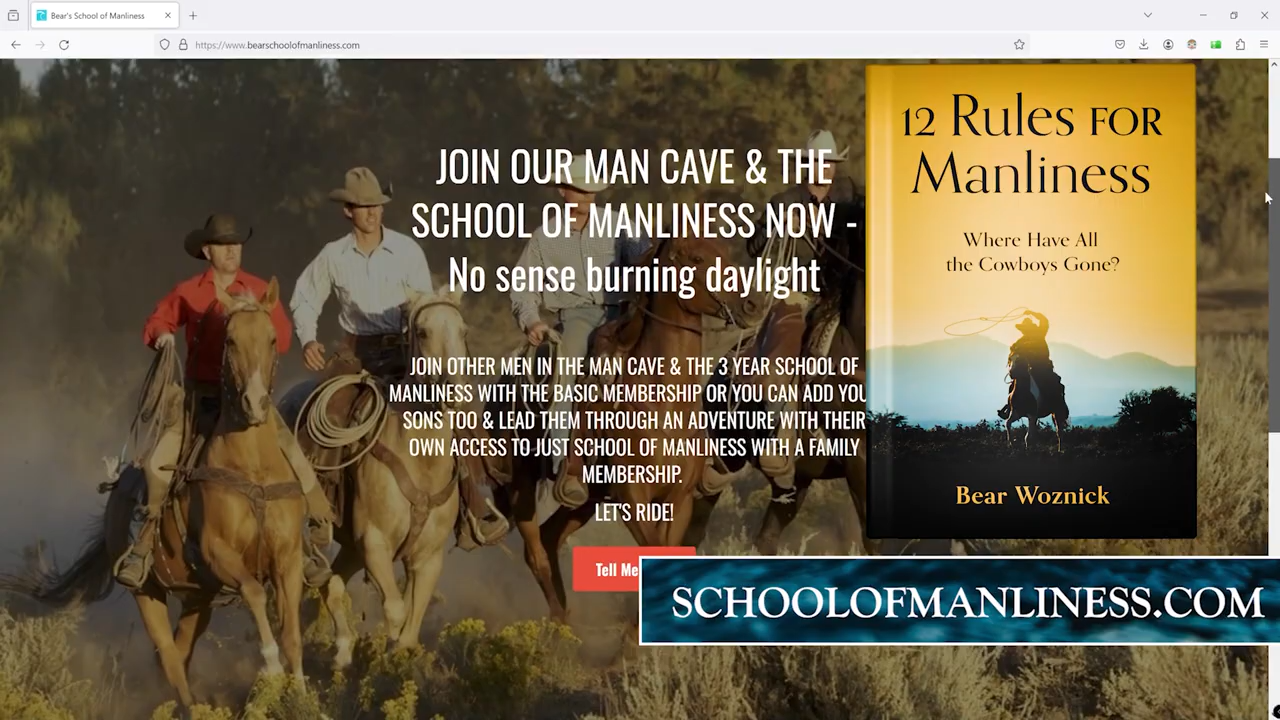 Bear's School of Manliness
https://www.bearschoolofmanliness.com
JOIN OUR MAN CAVE & THE
SCHOOL OF MANLINESS NOW -
No sense burning daylight
JOIN OTHER MEN IN THE MAN CAVE & THE 3 YEAR SCHOOL OF
MANLINESS WITH THE BASIC MEMBERSHIP OR YOU CAN ADD YOU
SONS TOO & LEAD THEM THROUGH AN ADVENTURE WITH THEIR
OWN ACCESS TO JUST SCHOOL OF MANLINESS WITH A FAMILY
MEMBERSHIP.
LET'S RIDE!
Tell Me
12 Rules for
Manliness
Where Have All
the Cowboys Gone?
Bear Woznick
SCHOOLOFMANLINESS.COM